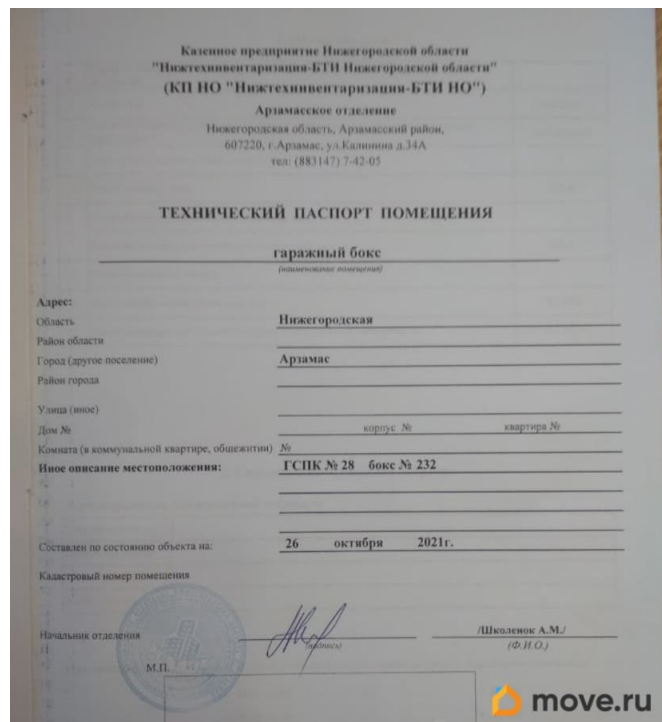 Казенное предприятие Нижегородской области
"Нижтехинвентаризация-БТИ Нижегородской области"
(КП НО "Нижтехинвентаризация-БТИ НО")
Арзамасское отделение
Нижегородская область, Арзамасский район,
607220, г.Арзамас, ул.Калинина д.34А
тел: (883147) 7-42-05
ТЕХНИЧЕСКИЙ ПАСПОРТ ПОМЕЩЕНИЯ
гаражный бокс
(наименование помещения)
Адрес:
Область Нижегородская
Район области
Город (другое поселение) Арзамас
Район города
Улица (иное)
Дом № корпус № квартира №
Комната (в коммунальной квартире, общежитии) №
Иное описание местоположения: ГСПК № 28 бокс № 232
Составлен по состоянию объекта на: 26 октября 2021г.
Кадастровый номер помещения
Начальник отделения /Школенок А.М./
(подпись) (Ф.И.О.)
М.П.
move.ru